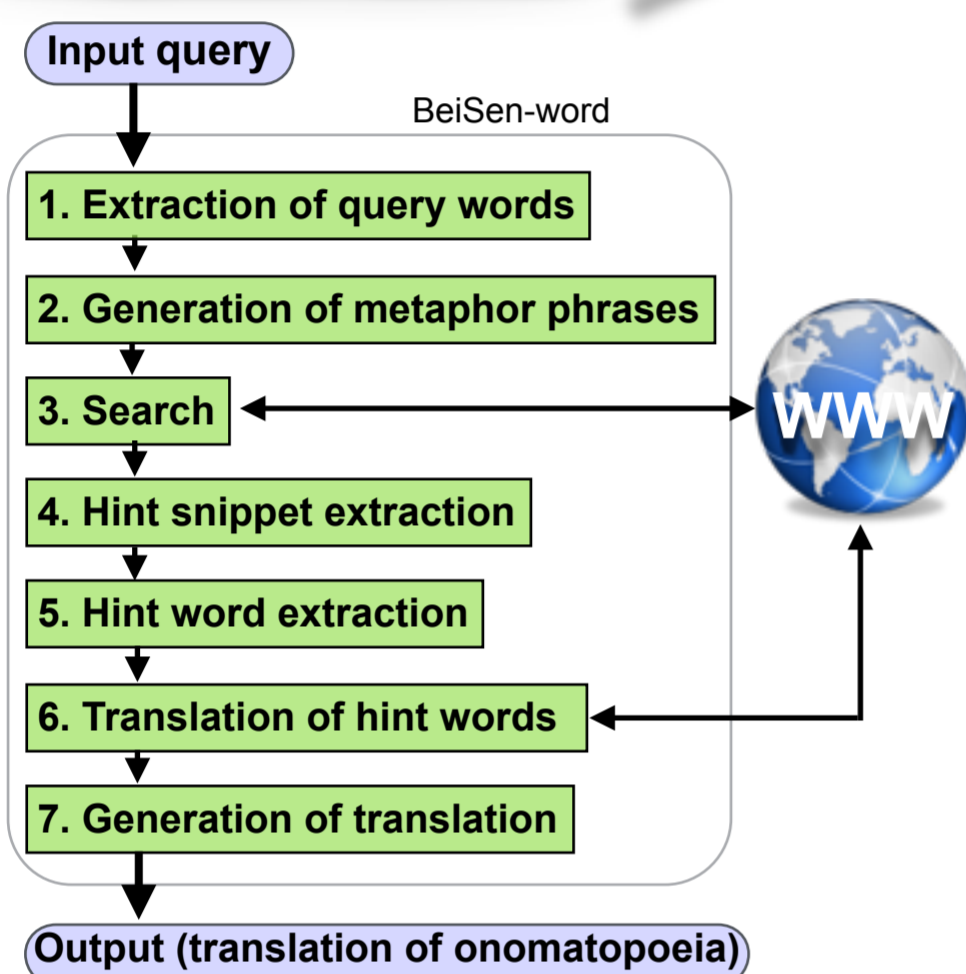 Input query
BeiSen-word
1. Extraction of query words
2. Generation of metaphor phrases
3. Search
WWW
4. Hint snippet extraction
5. Hint word extraction
6. Translation of hint words
7. Generation of translation
Output (translation of onomatopoeia)